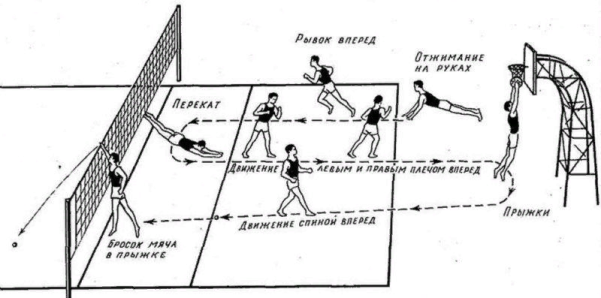 РЫВОК ВПЕРЕД
ОТЖИМАНИЕ
НА РУКАХ
ПЕРЕКАТ
ДВИЖЕНИЕ ЛЕВЫМ И ПРАВЫМ ПЛЕЧОМ ВПЕРЕД
ПРЫЖКИ
ДВИЖЕНИЕ СПИНОЙ ВПЕРЕД
БРОСОК МЯЧА
В ПРЫЖКЕ